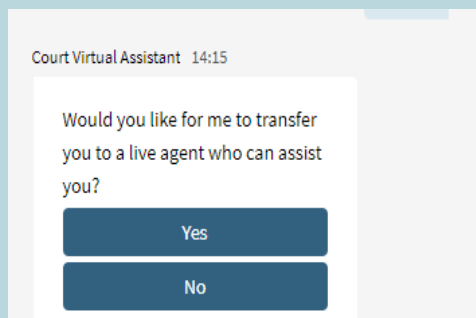 Court Virtual Assistant 14:15
Would you like for me to transfer
you to a live agent who can assist
you?
Yes
No